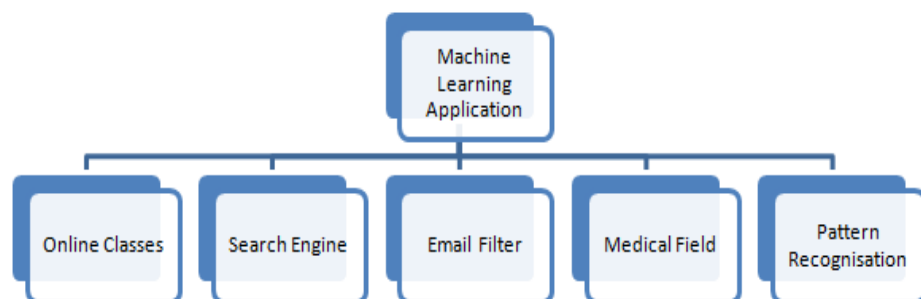 Machine
Learning
Application
Online Classes
Search Engine
Email Filter
Medical Field
Pattern
Recognisation